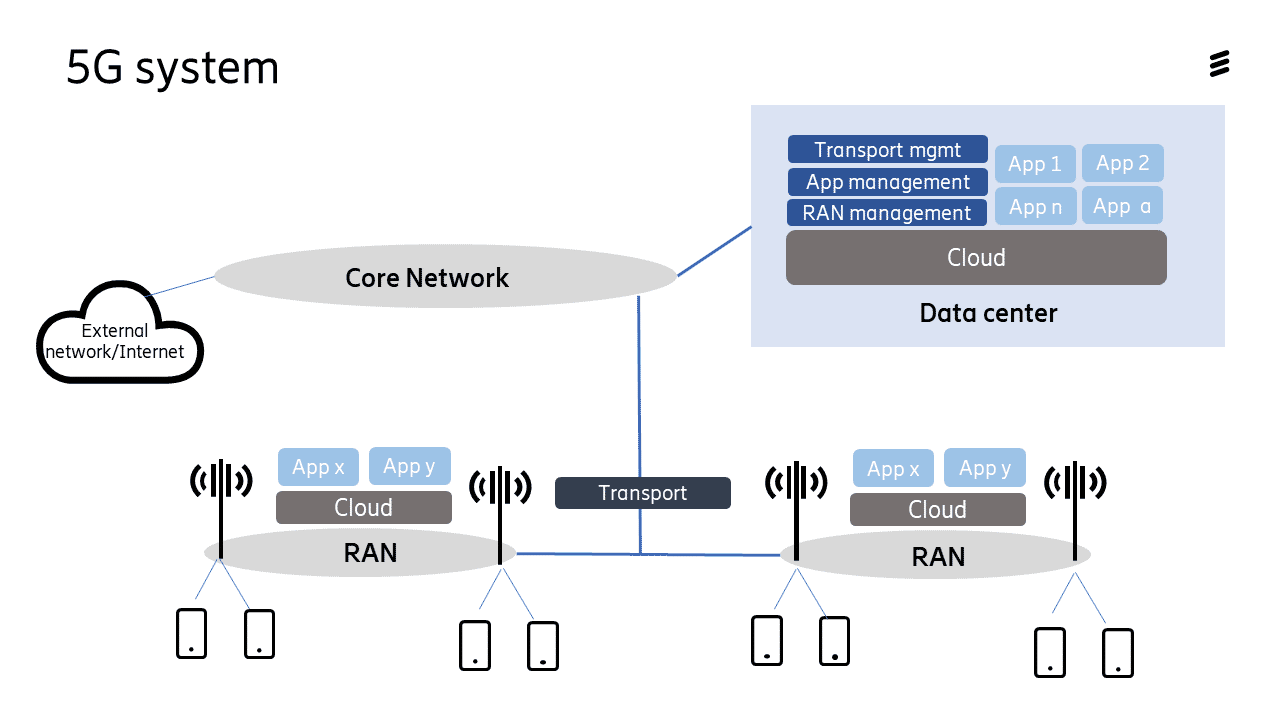 5G system
Transport mgmt
App management
RAN management
App 1
App 2
App n
App a
Cloud
Data center
Core Network
External
network/Internet
App x
App y
Cloud
RAN
Transport
App x
App y
Cloud
RAN